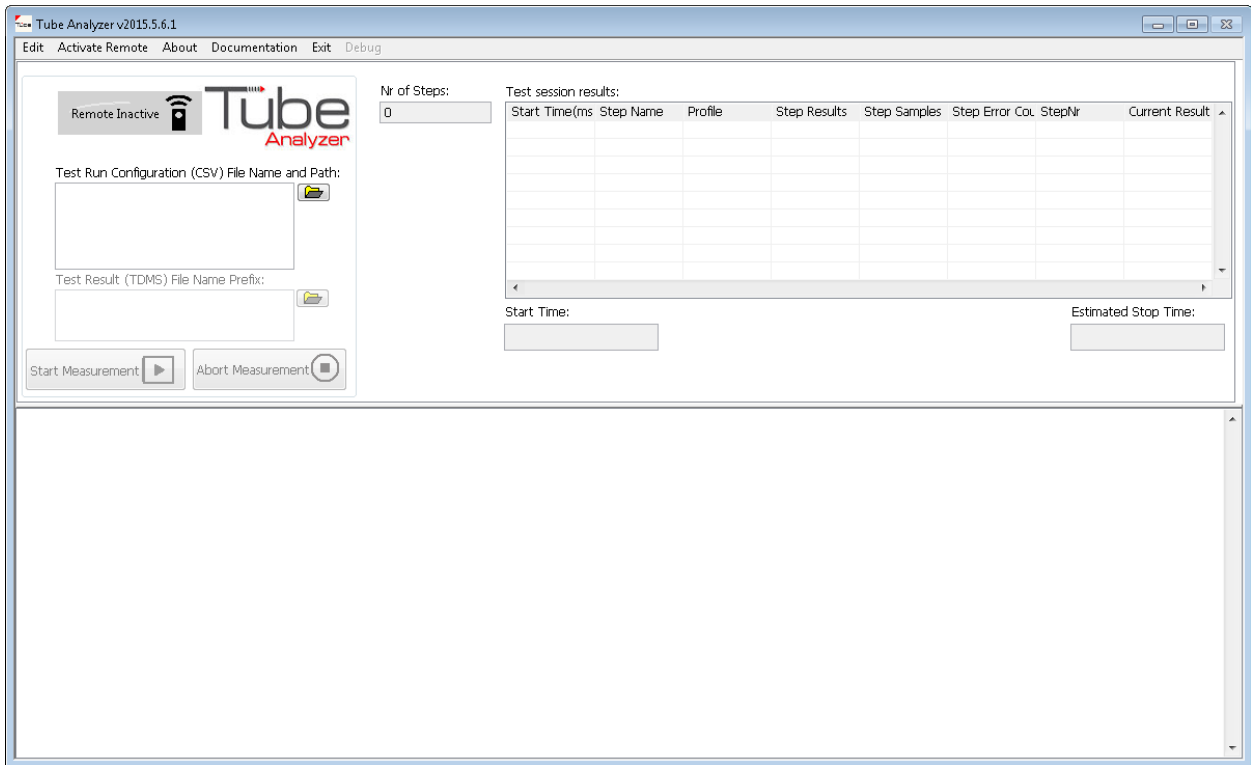 Tube Analyzer v2015.5.6.1
Edit Activate Remote About Documentation Exit Debug
Remote Inactive
Tube
Analyzer
Nr of Steps:
0
Test session results:
Start Time(ms Step Name Profile Step Results Step Samples Step Error Cou StepNr Current Result
Test Run Configuration (CSV) File Name and Path:
Test Result (TDMS) File Name Prefix:
Start Time:
Estimated Stop Time:
Start Measurement
Abort Measurement